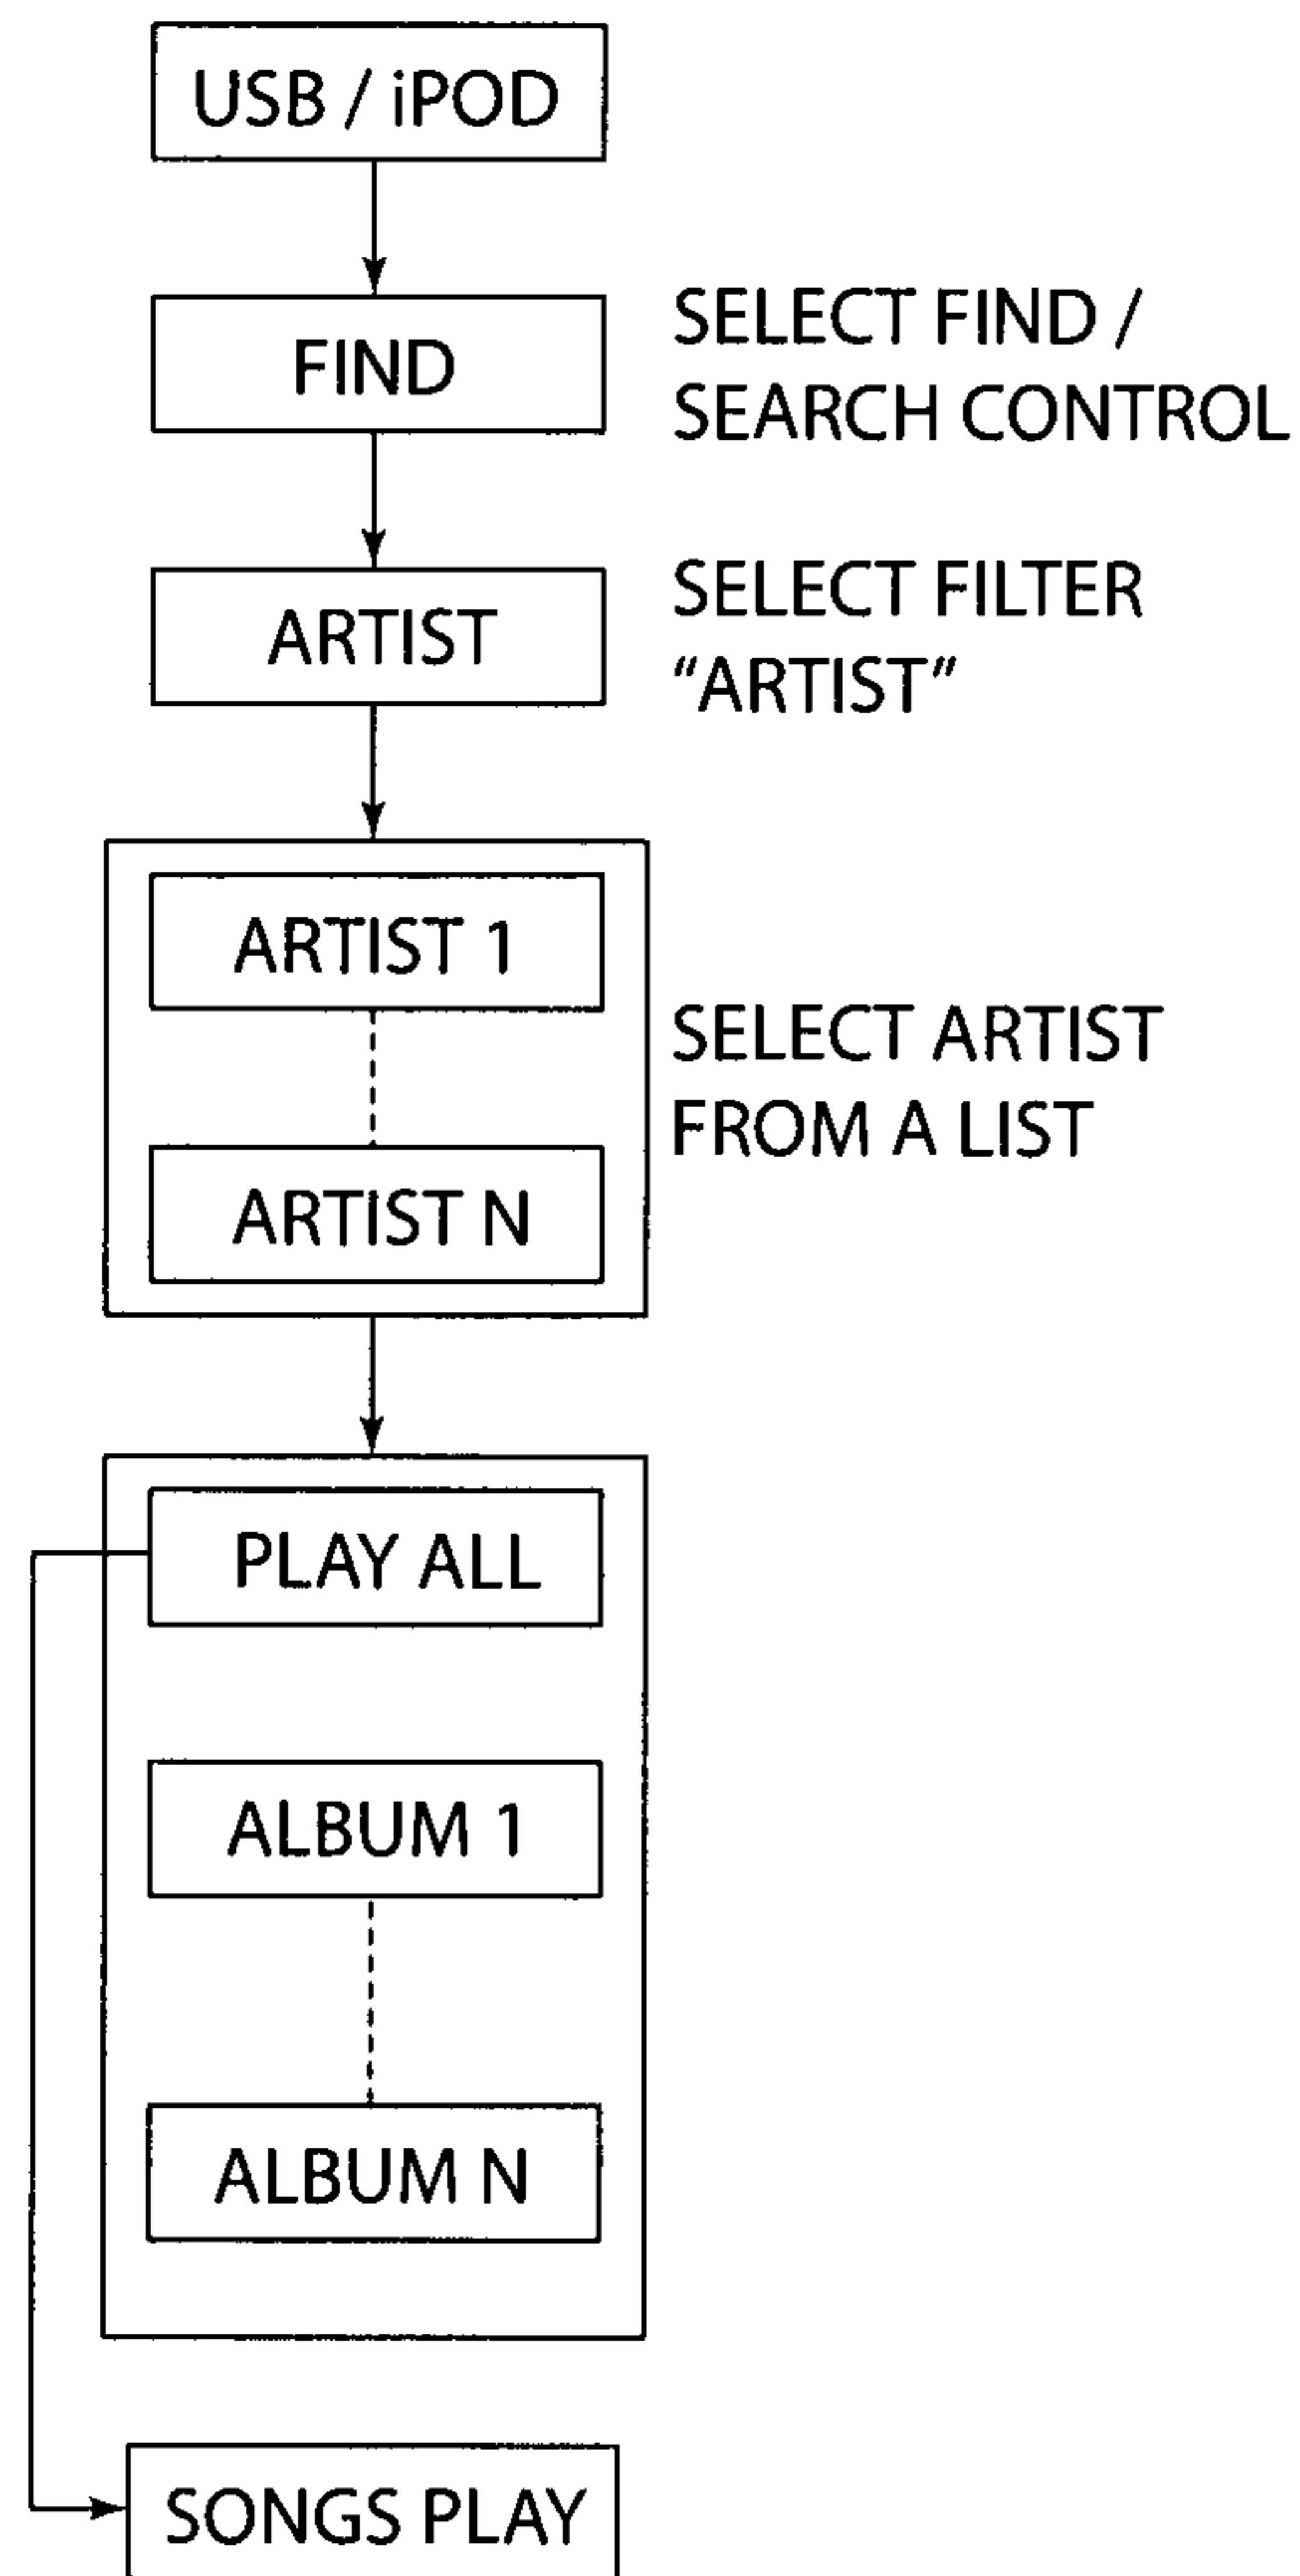 USB / iPOD
FIND
SELECT FIND /
SEARCH CONTROL
ARTIST
SELECT FILTER
“ARTIST”
ARTIST 1
ARTIST N
SELECT ARTIST
FROM A LIST
PLAY ALL
ALBUM 1
ALBUM N
SONGS PLAY